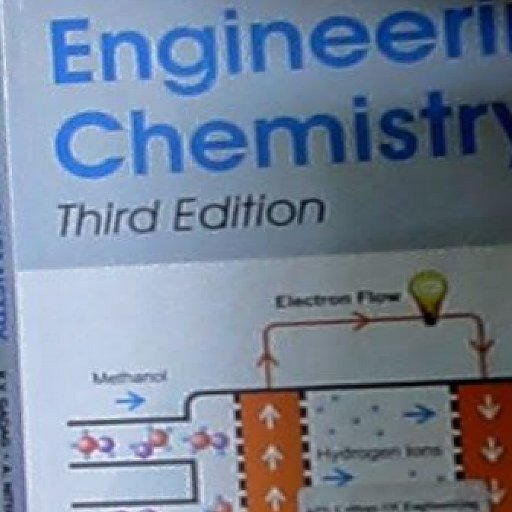 Engineeri
Chemistry
Third Edition
Electron Flow
Methanol
Hydrogen Ions